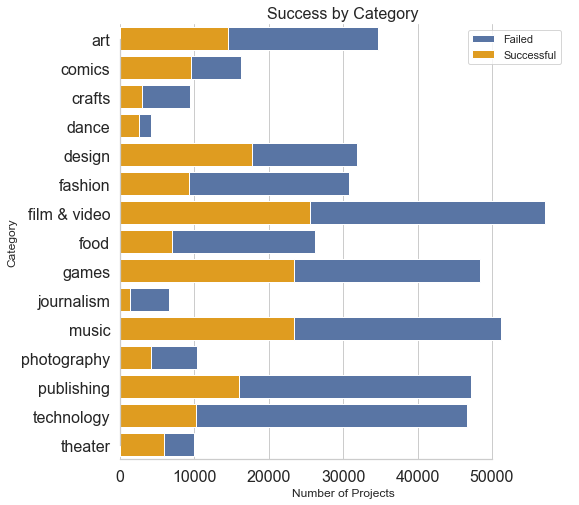 Success by Category
Failed
Successful
Category
art
comics
crafts
dance
design
fashion
film & video
food
games
journalism
music
photography
publishing
technology
theater
0 10000 20000 30000 40000 50000
Number of Projects